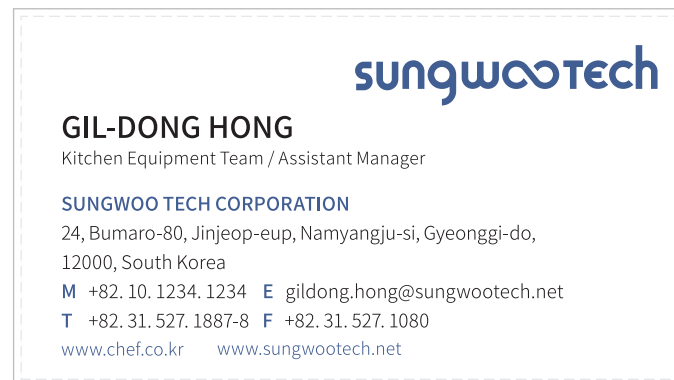 sungwooTech
GIL-DONG HONG
Kitchen Equipment Team / Assistant Manager
SUNGWOO TECH CORPORATION
24, Bumaro-80, Jinjeop-eup, Namyangju-si, Gyeonggi-do,
12000, South Korea
M +82. 10. 1234. 1234 E gildong.hong@sungwootech.net
T +82. 31. 527. 1887-8 F +82. 31. 527. 1080
www.chef.co.kr www.sungwootech.net